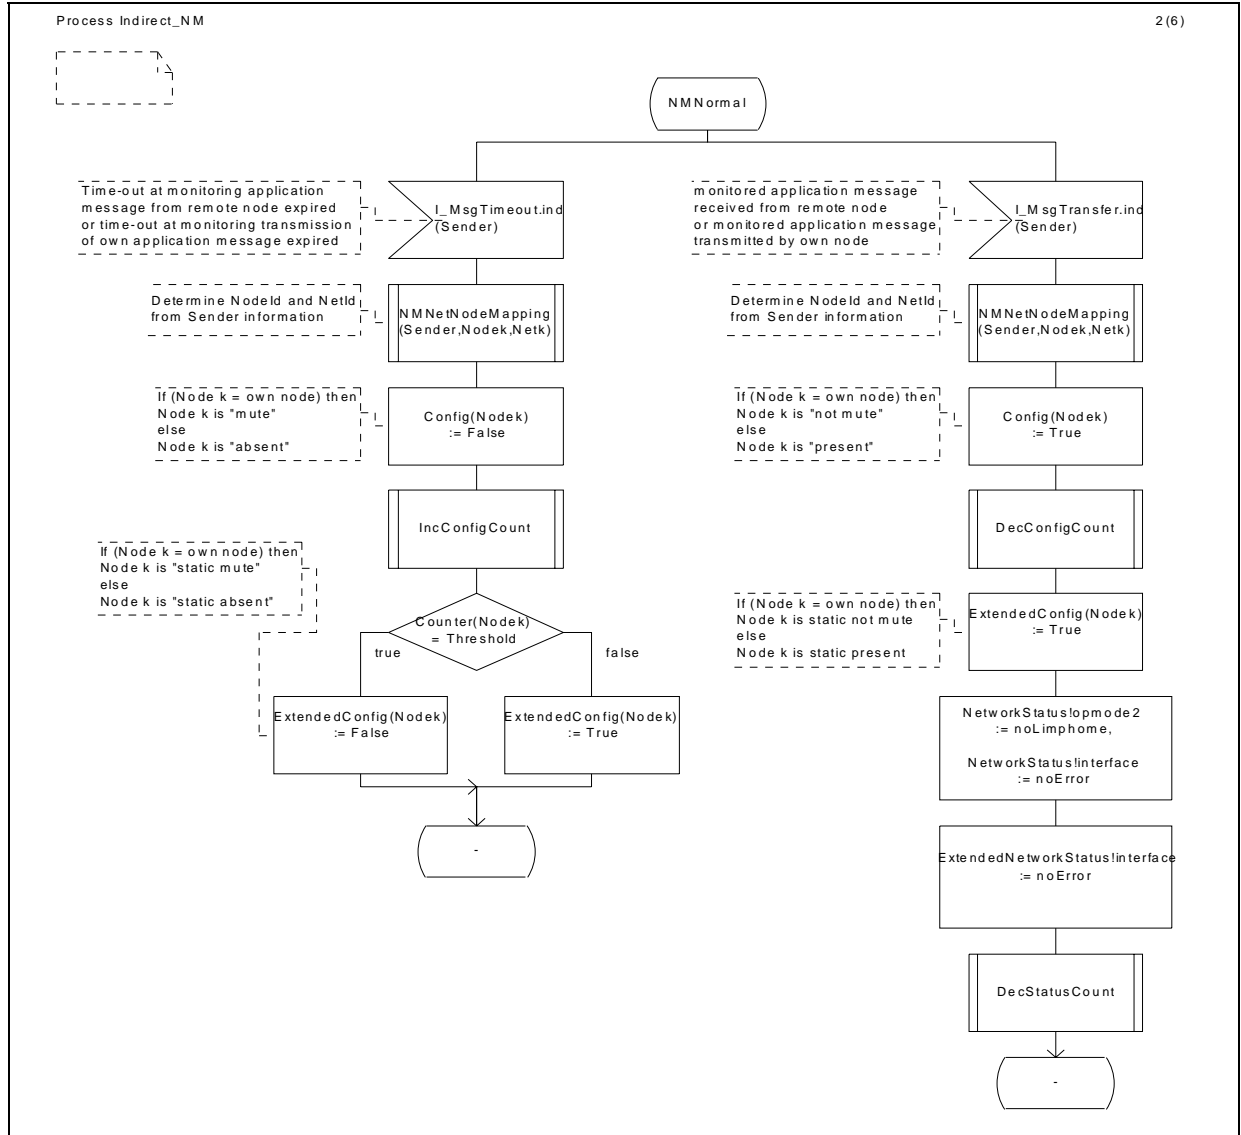 Process Indirect_NM
2(6)
NMNormal
Time-out at monitoring application
message from remote node expired
or time-out at monitoring transmission
of own application message expired
I_MsgTimeout.ind
(Sender)
monitored application message
received from remote node
or monitored application message
transmitted by own node
I_MsgTransfer.ind
(Sender)
Determine NodeId and NetId
from Sender information
NMNetNodeMapping
(Sender,Nodek,Netk)
Determine NodeId and NetId
from Sender information
NMNetNodeMapping
(Sender,Nodek,Netk)
If (Node k = own node) then
Node k is "mute"
else
Node k is "absent"
Config(Nodek)
:= False
If (Node k = own node) then
Node k is "not mute"
else
Node k is "present"
Config(Nodek)
:= True
IncConfigCount
DecConfigCount
If (Node k = own node) then
Node k is "static mute"
else
Node k is "static absent"
Counter(Nodek)
= Threshold
true
false
If (Node k = own node) then
Node k is static not mute
else
Node k is static present
ExtendedConfig(Nodek)
:= True
ExtendedConfig(Nodek)
:= False
ExtendedConfig(Nodek)
:= True
NetworkStatus!opmode2
:= noLimphome,
NetworkStatus!interface
:= noError
-
ExtendedNetworkStatus!interface
:= noError
DecStatusCount
-